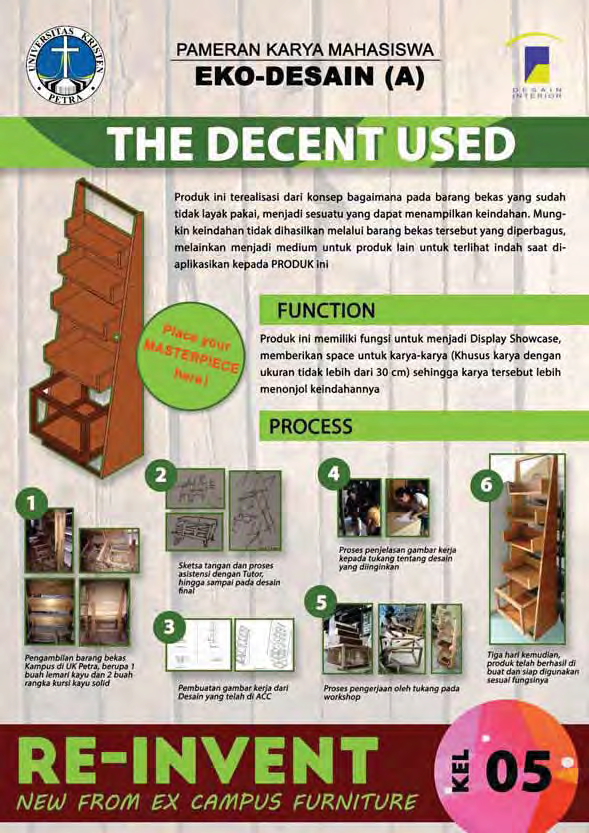 UNIVERSITAS KRISTEN
PETRA
PAMERAN KARYA MAHASISWA
EKO-DESAIN (A)
DESAIN
INTERIOR
THE DECENT USED
Produk ini terealisasi dari konsep bagaimana pada barang bekas yang sudah
tidak layak pakai, menjadi sesuatu yang dapat menampilkan keindahan. Mung-
kin keindahan tidak dihasilkan melalui barang bekas tersebut yang diperbagus,
melainkan menjadi medium untuk produk lain untuk terlihat indah saat di-
aplikasikan kepada PRODUK ini
Place your
MASTERPIECE
here!
FUNCTION
Produk ini memiliki fungsi untuk menjadi Display Showcase,
memberikan space untuk karya-karya (Khusus karya dengan
ukuran tidak lebih dari 30 cm) sehingga karya tersebut lebih
menonjol keindahannya
PROCESS
1
Pengambilan barang bekas
Kampus di UK Petra, berupa 1
buah lemari kayu dan 2 buah
rangka kursi kayu solid
2
Sketsa tangan dan proses
asistensi dengan Tutor,
hingga sampai pada desain
final
3
Pembuatan gambar kerja dari
Desain yang telah di ACC
4
Proses penjelasan gambar kerja
kepada tukang tentang desain
yang diinginkan
5
Proses pengerjaan oleh tukang pada
workshop
6
Tiga hari kemudian,
produk telah berhasil di
buat dan siap digunakan
sesuai fungsinya
RE-INVENT
NEW FROM EX CAMPUS FURNITURE
KEL 05